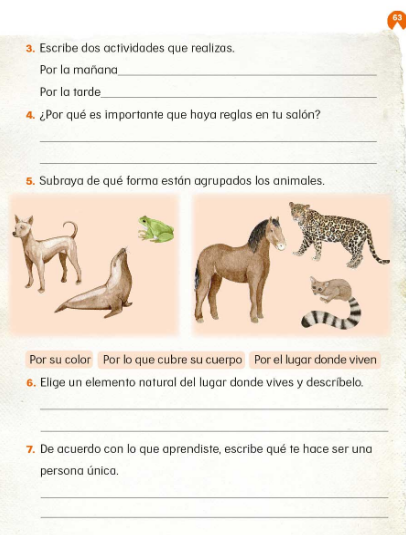 63
3. Escribe dos actividades que realizas.
Por la mañana
Por la tarde
4. ¿Por qué es importante que haya reglas en tu salón?
5. Subraya de qué forma están agrupados los animales.
Por su color Por lo que cubre su cuerpo Por el lugar donde viven
6. Elige un elemento natural del lugar donde vives y descríbelo.
7. De acuerdo con lo que aprendiste, escribe qué te hace ser una
persona única.